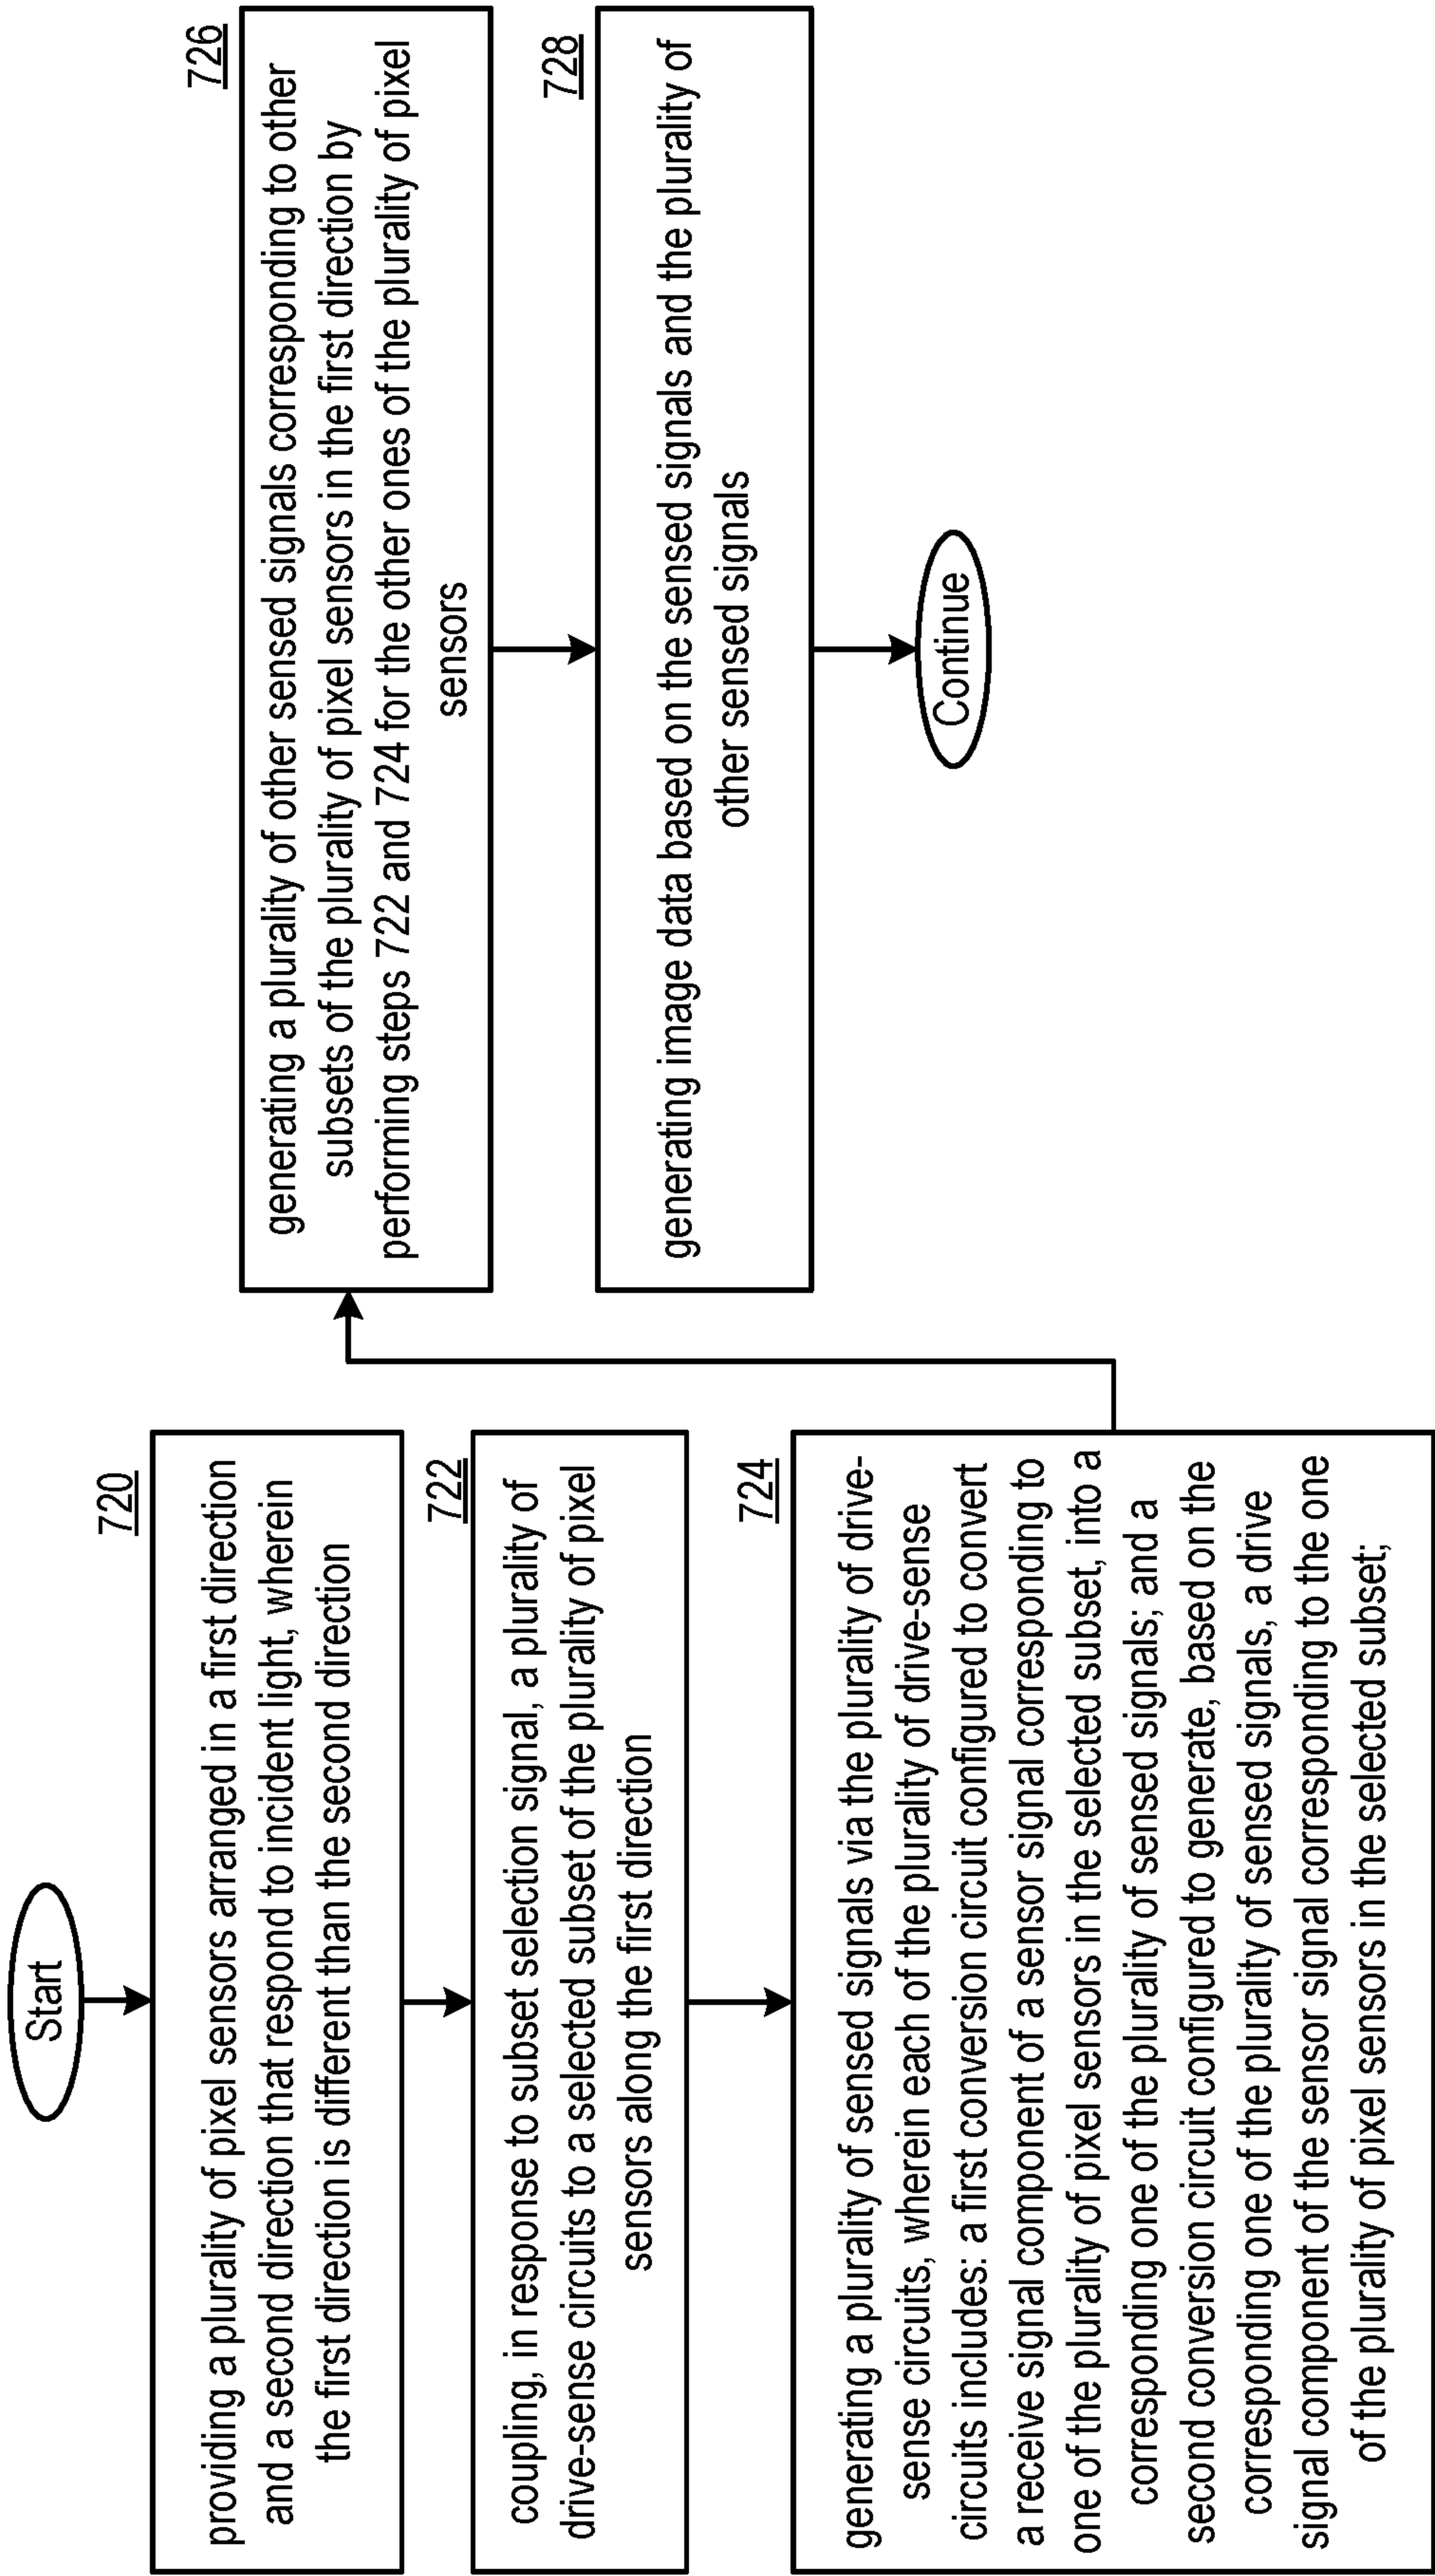 Start
720
providing a plurality of pixel sensors arranged in a first direction
and a second direction that respond to incident light, wherein
the first direction is different than the second direction
722
coupling, in response to subset selection signal, a plurality of
drive-sense circuits to a selected subset of the plurality of pixel
sensors along the first direction
724
generating a plurality of sensed signals via the plurality of drive-
sense circuits, wherein each of the plurality of drive-sense
circuits includes: a first conversion circuit configured to convert
a receive signal component of a sensor signal corresponding to
one of the plurality of pixel sensors in the selected subset, into a
corresponding one of the plurality of sensed signals; and a
second conversion circuit configured to generate, based on the
corresponding one of the plurality of sensed signals, a drive
signal component of the sensor signal corresponding to the one
of the plurality of pixel sensors in the selected subset;
726
generating a plurality of other sensed signals corresponding to other
subsets of the plurality of pixel sensors in the first direction by
performing steps 722 and 724 for the other ones of the plurality of pixel
sensors
728
generating image data based on the sensed signals and the plurality of
other sensed signals
Continue